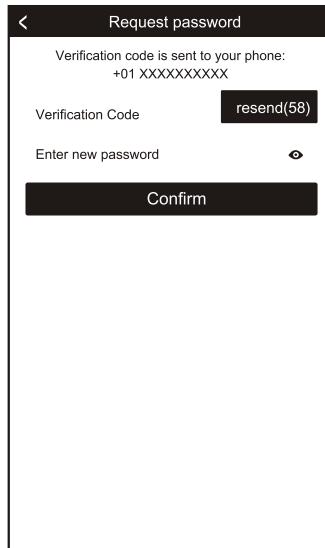 Request password
Verification code is sent to your phone:
+01 XXXXXXXXXX
Verification Code
resend(58)
Enter new password
Confirm